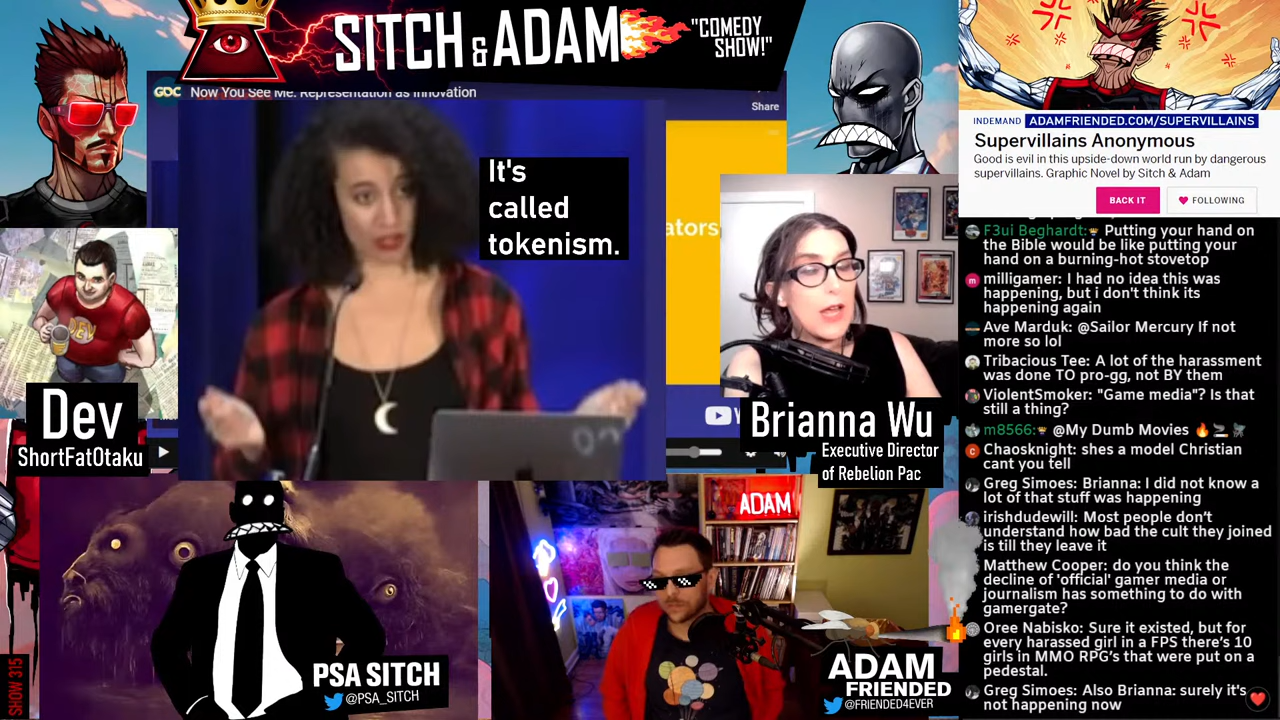 SITCH & ADAM
"COMEDY
SHOW!"
GDC Now You See Me: Representation as Innovation
Share
It's
called
tokenism.
ators
DEV
Dev
ShortFatOtaku
Brianna Wu
Executive Director
of Rebelion Pac
ADAM
PSA SITCH
@PSA_SITCH
ADAM
FRIENDED
@FRIENDED4EVER
SHOW 315
INDEMAND ADAMFRIENDED.COM/SUPERVILLAINS
Supervillains Anonymous
Good is evil in this upside-down world run by dangerous
supervillains. Graphic Novel by Sitch & Adam
BACK IT
FOLLOWING
F3ui Beghardt: Putting your hand on
the Bible would be like putting your
hand on a burning-hot stovetop
milligamer: I had no idea this was
happening, but i don't think its
happening again
Ave Marduk: @Sailor Mercury If not
more so lol
Tribacious Tee: A lot of the harassment
was done TO pro-gg, not BY them
ViolentSmoker: "Game media"? Is that
still a thing?
m8566: @My Dumb Movies
Chaosknight: shes a model Christian
cant you tell
Greg Simoes: Brianna: I did not know a
lot of that stuff was happening
irishdudewill: Most people don't
understand how bad the cult they joined
is till they leave it
Matthew Cooper: do you think the
decline of 'official' gamer media or
journalism has something to do with
gamergate?
Oree Nabisko: Sure it existed, but for
every harassed girl in a FPS there's 10
girls in MMO RPG's that were put on a
pedestal.
Greg Simoes: Also Brianna: surely it's
not happening now